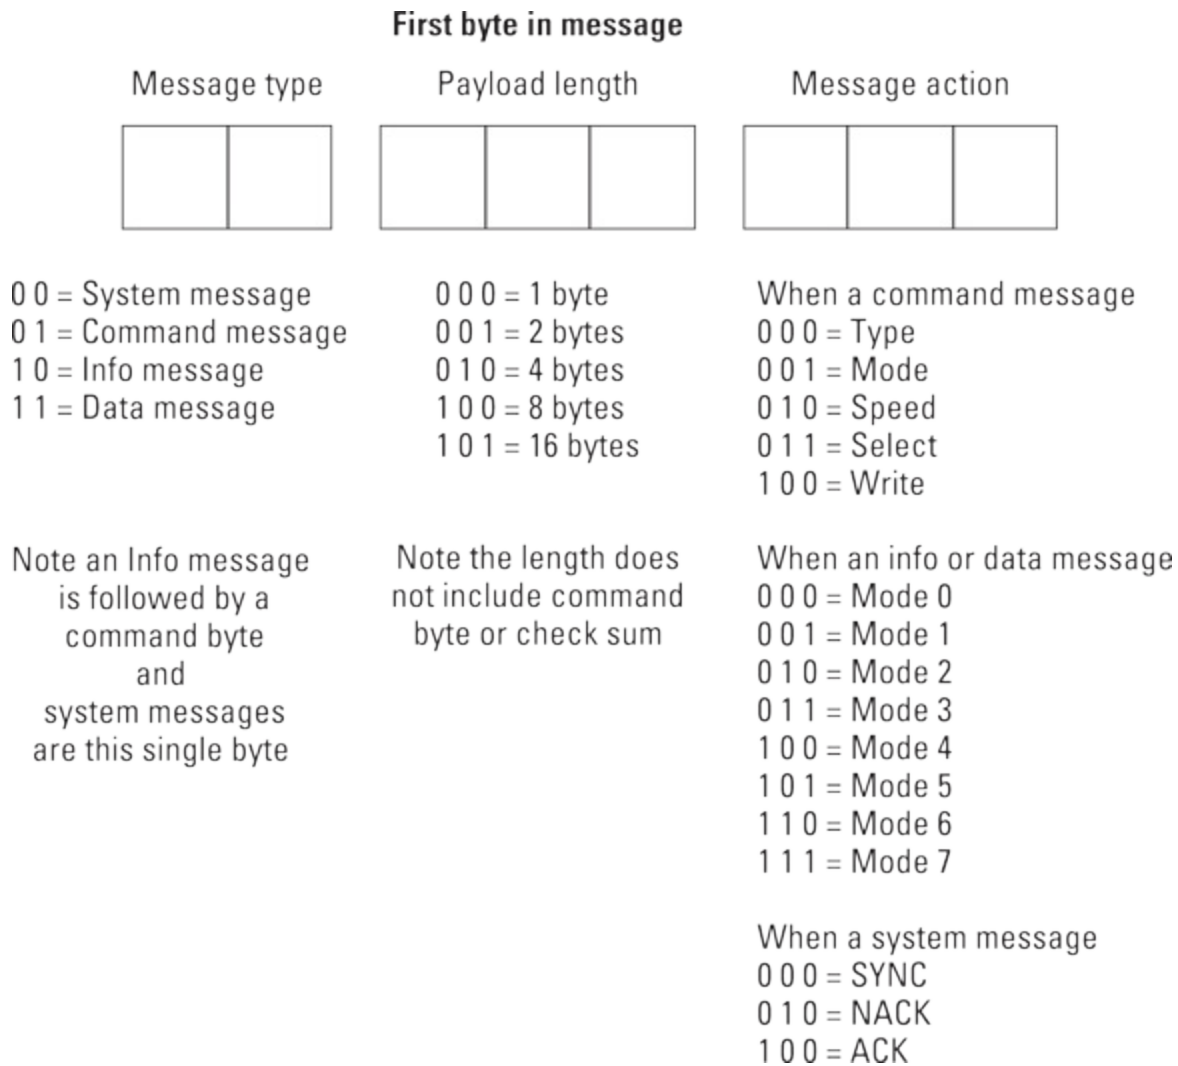 First byte in message
Message type
Payload length
Message action
0 0 = System message
0 1 = Command message
1 0 = Info message
1 1 = Data message
Note an Info message
is followed by a
command byte
and
system messages
are this single byte
0 0 0 = 1 byte
0 0 1 = 2 bytes
0 1 0 = 4 bytes
1 0 0 = 8 bytes
1 0 1 = 16 bytes
Note the length does
not include command
byte or check sum
When a command message
0 0 0 = Type
0 0 1 = Mode
0 1 0 = Speed
0 1 1 = Select
1 0 0 = Write
When an info or data message
0 0 0 = Mode 0
0 0 1 = Mode 1
0 1 0 = Mode 2
0 1 1 = Mode 3
1 0 0 = Mode 4
1 0 1 = Mode 5
1 1 0 = Mode 6
1 1 1 = Mode 7
When a system message
0 0 0 = SYNC
0 1 0 = NACK
1 0 0 = ACK